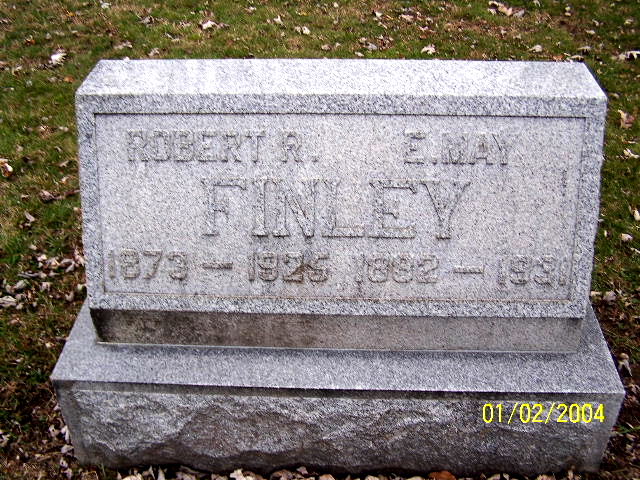 ROBERT R. E. MAY
FINLEY
1873 — 1925 1882 — 1931
01/02/2004